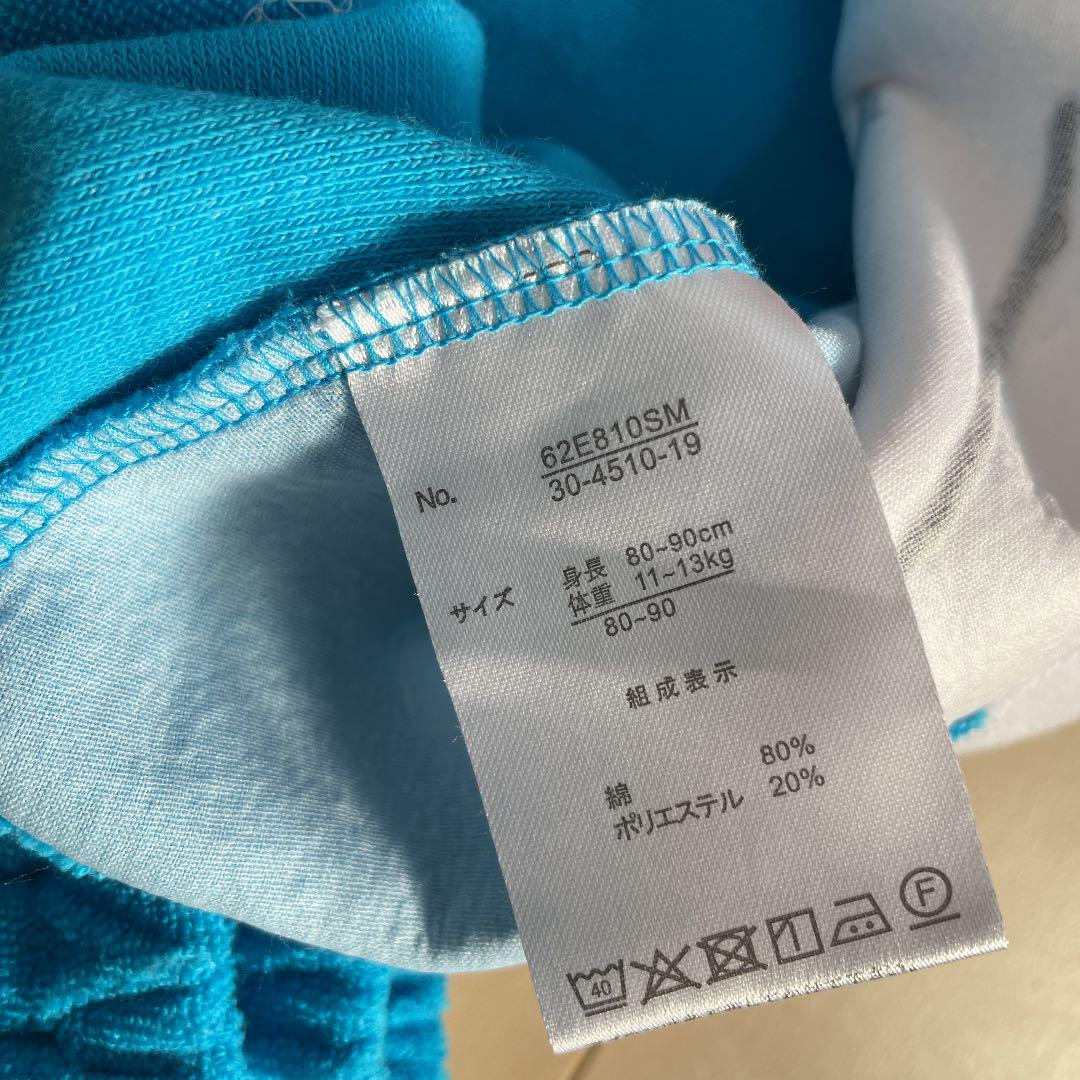 No. 62E810SM
30-4510-19
サイズ 身長 80~90cm
体重 11~13kg
80~90
組成表示
綿 80%
ポリエステル 20%
40 F